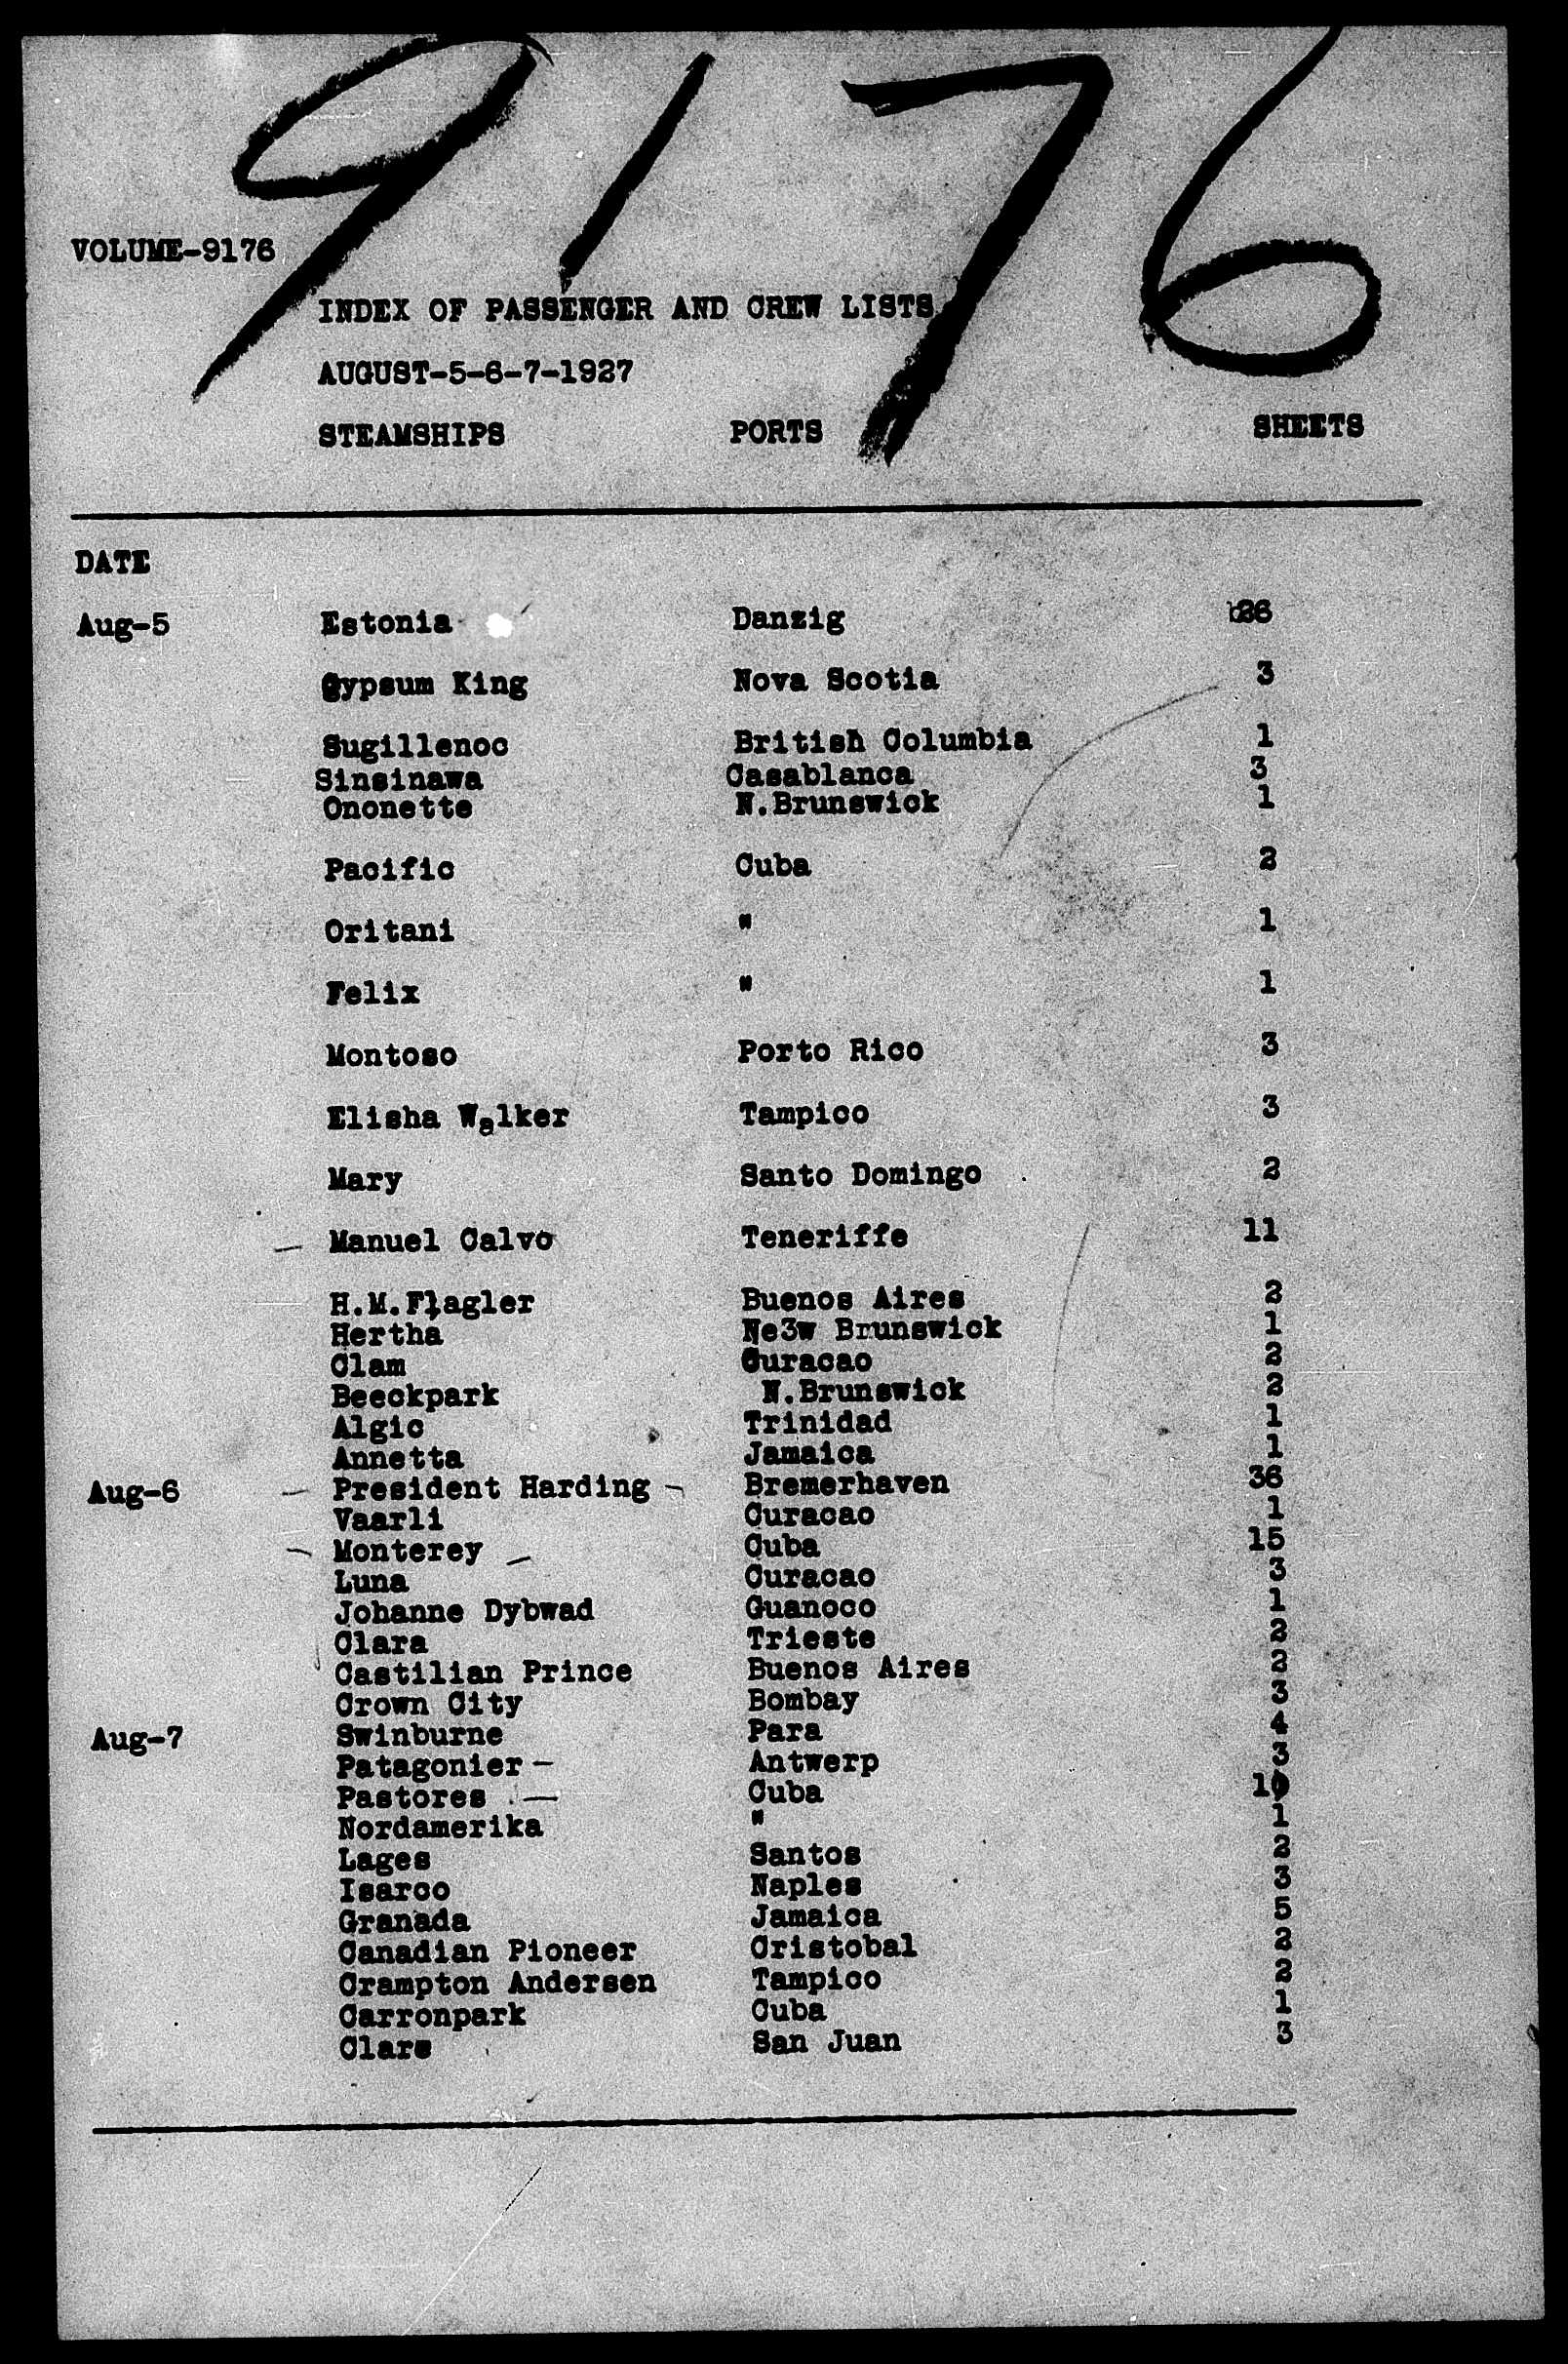 9176
VOLUME-9176
INDEX OF PASSENGER AND CREW LISTS
AUGUST-5-6-7-1927
STEAMSHIPS PORTS SHEETS
DATE
Aug-5 Estonia Danzig 26
Gypsum King Nova Scotia 3
Sugillenoc British Columbia 1
Sinsinawa Casablanca 3
Ononette N.Brunswick 1
Pacific Cuba 2
Oritani " 1
Felix " 1
Montoso Porto Rico 3
Elisha Walker Tampico 3
Mary Santo Domingo 2
Manuel Calvo Teneriffe 11
H.M.Flagler Buenos Aires 2
Hertha Ne3w Brunswick 1
Clam Curacao 2
Beeckpark N.Brunswick 2
Algic Trinidad 1
Annetta Jamaica 1
Aug-6 President Harding Bremerhaven 36
Vaarli Curacao 1
Monterey Cuba 15
Luna Curacao 3
Johanne Dybwad Guanoco 1
Clara Trieste 2
Castilian Prince Buenos Aires 2
Crown City Bombay 3
Aug-7 Swinburne Para 4
Patagonier Antwerp 3
Pastores Cuba 10
Nordamerika " 1
Lages Santos 2
Isarco Naples 3
Granada Jamaica 5
Canadian Pioneer Cristobal 2
Crampton Andersen Tampico 2
Carronpark Cuba 1
Clare San Juan 3